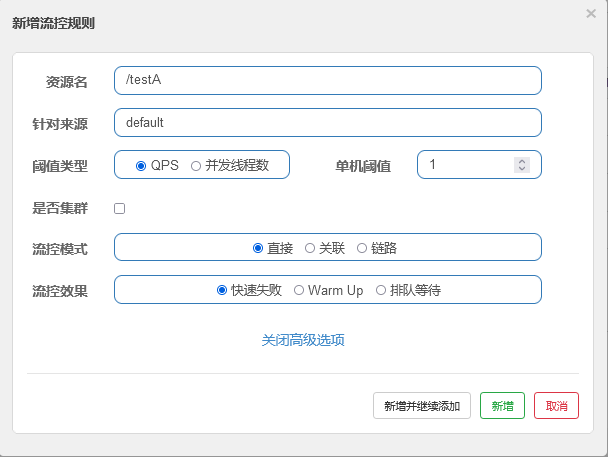 新增流控规则
资源名 /testA
针对来源 default
阈值类型 QPS 并发线程数 单机阈值 1
是否集群
流控模式 直接 关联 链路
流控效果 快速失败 Warm Up 排队等待
关闭高级选项
新增并继续添加 新增 取消